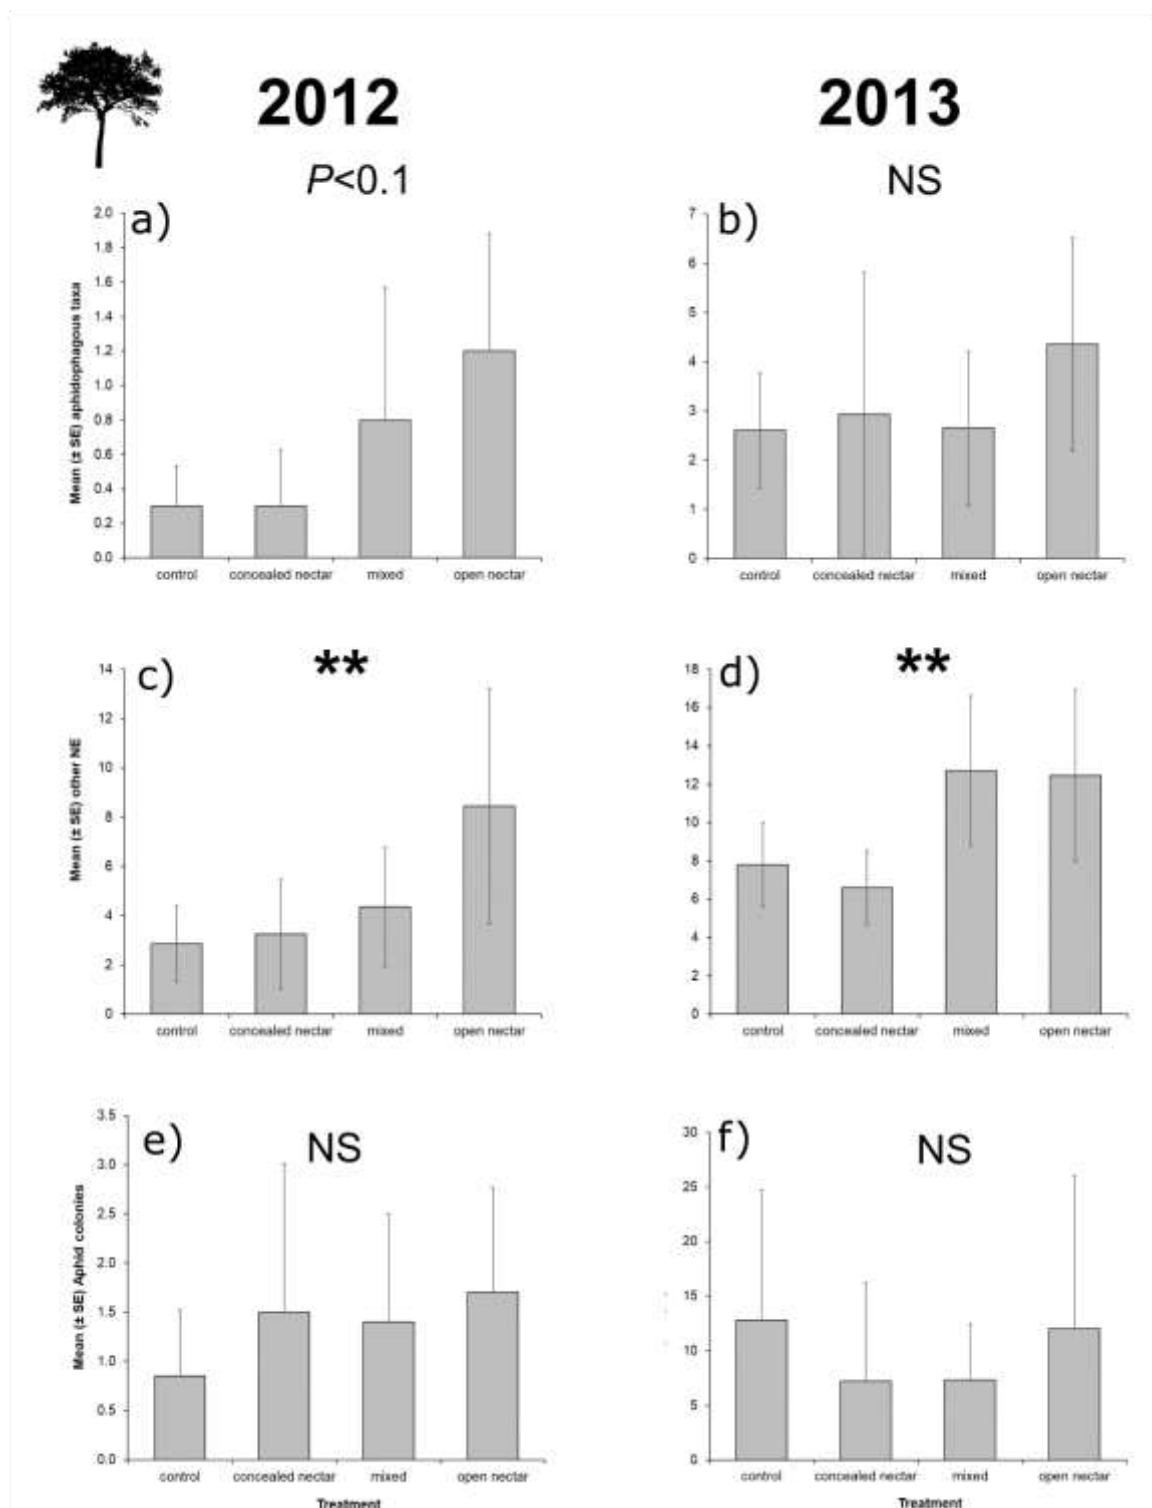 2012
2013
P<0.1
NS
a)
b)
Mean (± SE) aphidophagous taxa
2.0
1.8
1.6
1.4
1.2
1.0
0.8
0.6
0.4
0.2
0.0
control
concealed nectar
mixed
open nectar
7
6
5
4
3
2
1
0
control
concealed nectar
mixed
open nectar
c)
**
d)
**
Mean (± SE) other NE
14
12
10
8
6
4
2
0
control
concealed nectar
mixed
open nectar
18
16
14
12
10
8
6
4
2
0
control
concealed nectar
mixed
open nectar
e)
NS
f)
NS
Mean (± SE) Aphid colonies
3.5
3.0
2.5
2.0
1.5
1.0
0.5
0.0
control
concealed nectar
mixed
open nectar
Treatment
30
25
20
15
10
5
0
control
concealed nectar
mixed
open nectar
Treatment